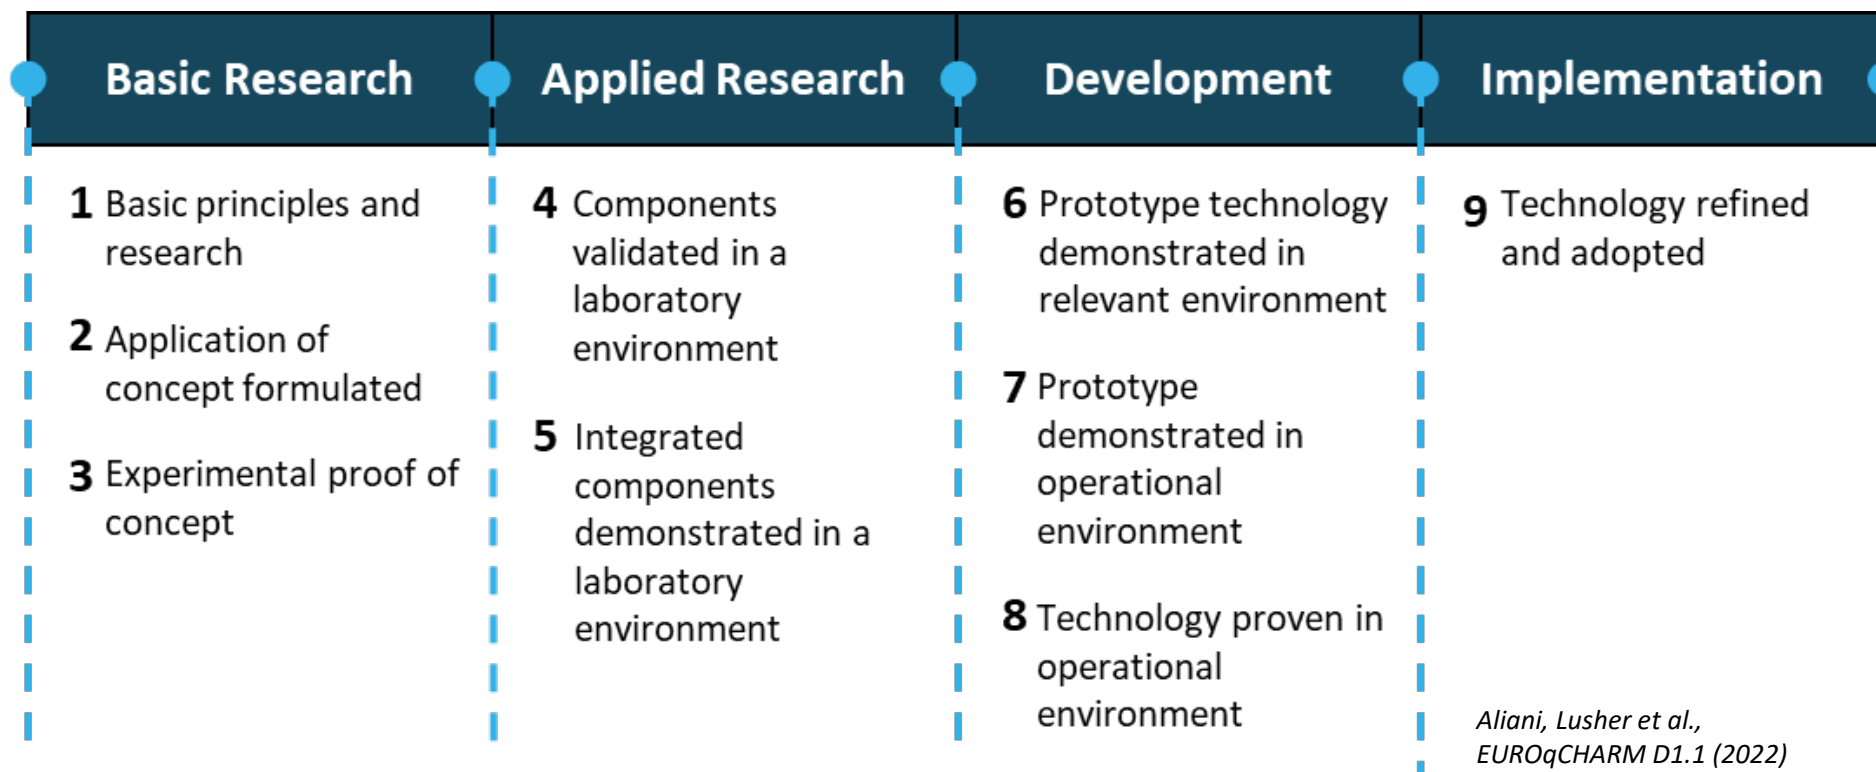 Basic Research
Applied Research
Development
Implementation
1 Basic principles and
research
2 Application of
concept formulated
3 Experimental proof of
concept
4 Components
validated in a
laboratory
environment
5 Integrated
components
demonstrated in a
laboratory
environment
6 Prototype technology
demonstrated in
relevant environment
7 Prototype
demonstrated in
operational
environment
8 Technology proven in
operational
environment
9 Technology refined
and adopted
Aliani, Lusher et al.,
EUROqCHARM D1.1 (2022)